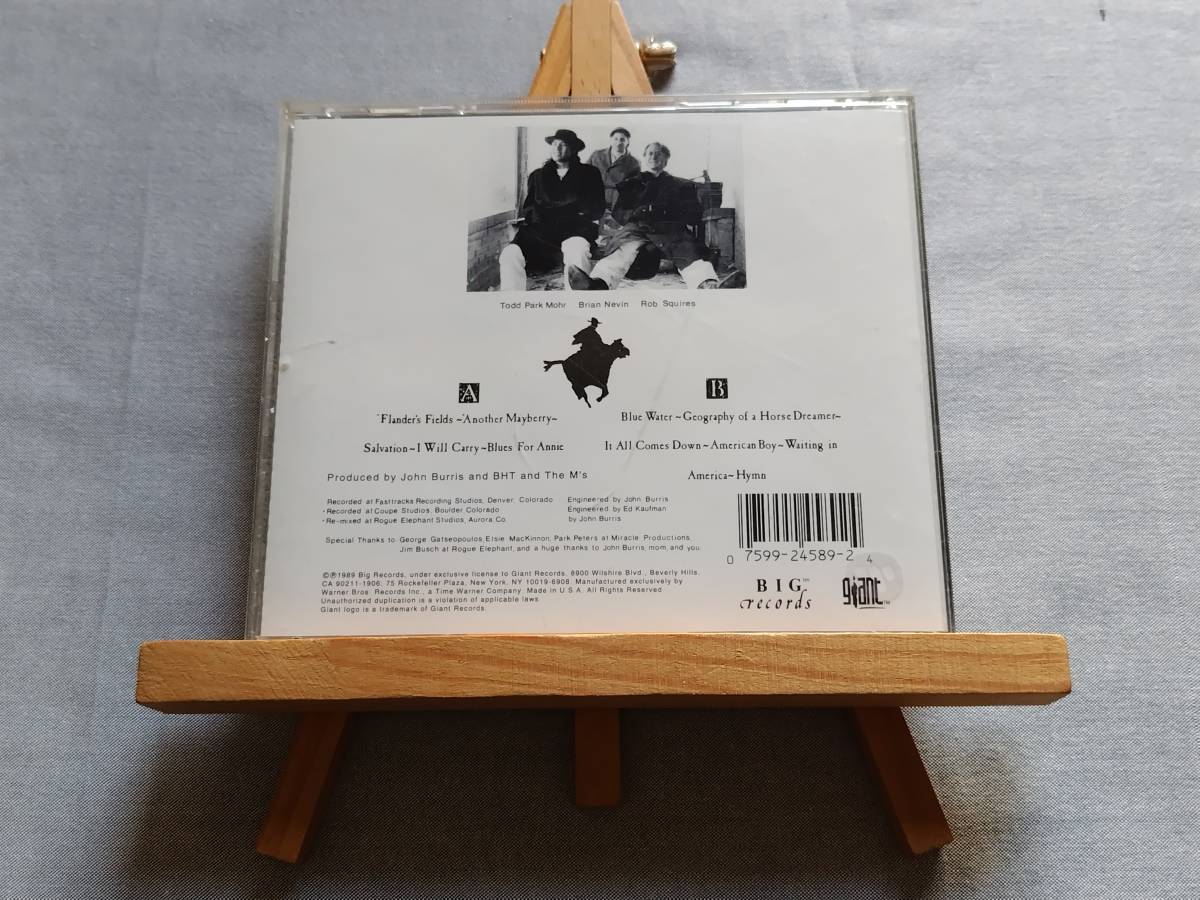 Todd Park Mohr Brian Nevin Rob Squires
A
B
"Flander's Fields ~ "Another Mayberry ~
Salvation ~ I Will Carry ~ Blues For Annie
Blue Water ~ Geography of a Horse Dreamer ~
It All Comes Down ~ American Boy ~ Waiting in
America ~ Hymn
Produced by John Burris and BHT and The M's
Recorded at Fasttracks Recording Studios, Denver, Colorado Engineered by John Burris
•Recorded at Coupe Studios, Boulder Colorado Engineered by Ed Kaufman
•Re-mixed at Rogue Elephant Studios, Aurora, Co. by John Burris
Special Thanks to George Gatseopoulos, Elsie MacKinnon, Park Peters at Miracle Productions,
Jim Busch at Rogue Elephant, and a huge thanks to John Burris, mom, and you.
©℗1989 Big Records, under exclusive license to Giant Records, 8900 Wilshire Blvd., Beverly Hills,
CA 90211-1906; 75 Rockefeller Plaza, New York, NY 10019-6908. Manufactured exclusively by
Warner Bros. Records Inc., a Time Warner Company. Made in U.S.A. All Rights Reserved
Unauthorized duplication is a violation of applicable laws.
Giant logo is a trademark of Giant Records.
0 7599-24589-2 4
BIG™
records
giant™